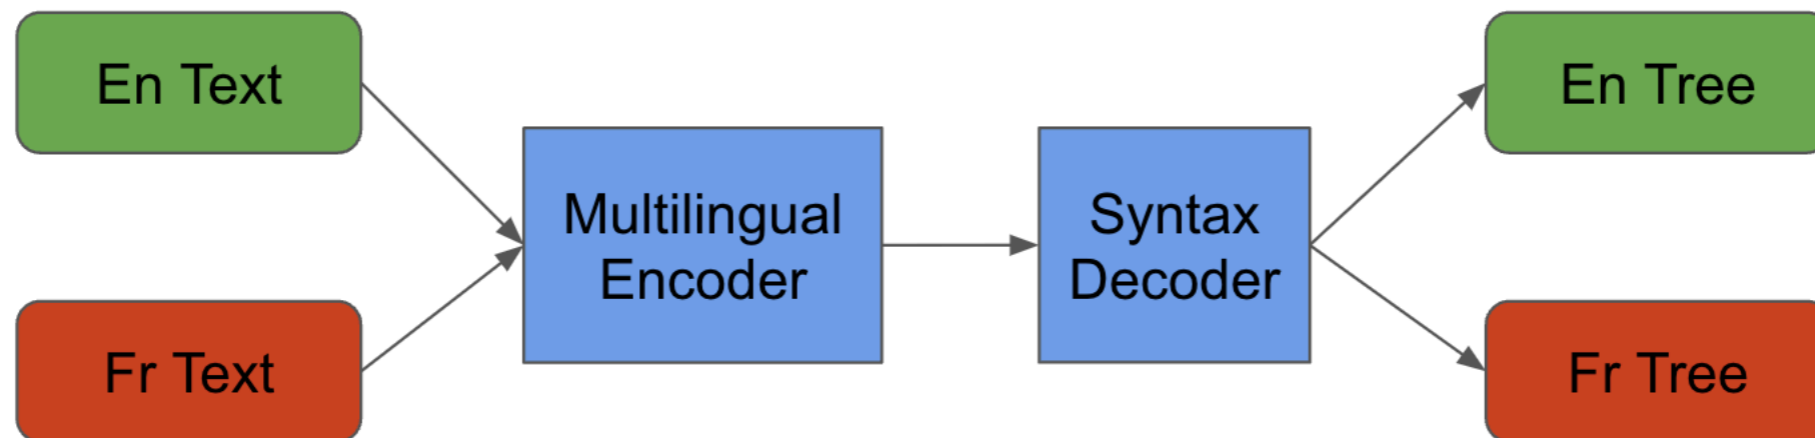 En Text
Fr Text
Multilingual
Encoder
Syntax
Decoder
En Tree
Fr Tree